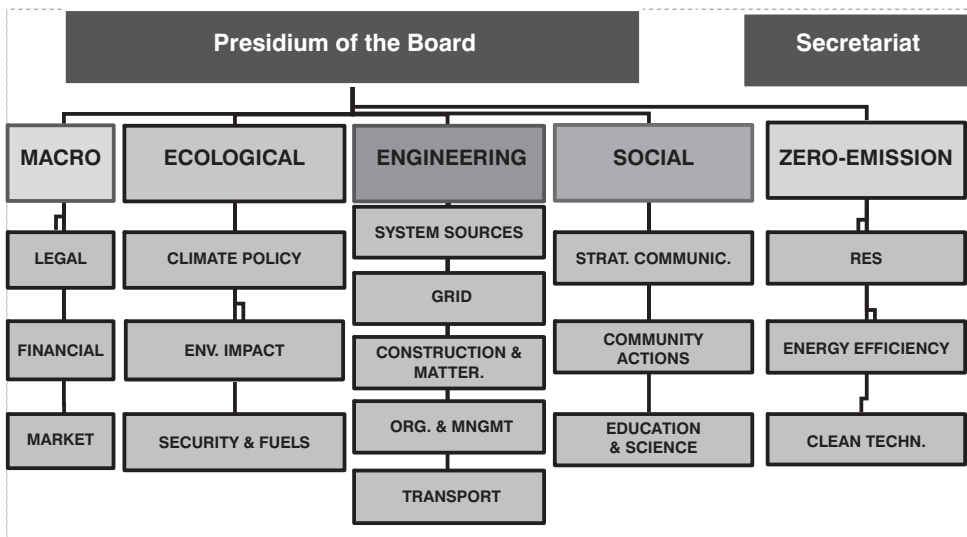 Presidium of the Board
Secretariat
MACRO
ECOLOGICAL
ENGINEERING
SOCIAL
ZERO-EMISSION
LEGAL
FINANCIAL
MARKET
CLIMATE POLICY
ENV. IMPACT
SECURITY & FUELS
SYSTEM SOURCES
GRID
CONSTRUCTION &
MATTER.
ORG. & MNGMT
TRANSPORT
STRAT. COMMUNIC.
COMMUNITY
ACTIONS
EDUCATION
& SCIENCE
RES
ENERGY EFFICIENCY
CLEAN TECHN.